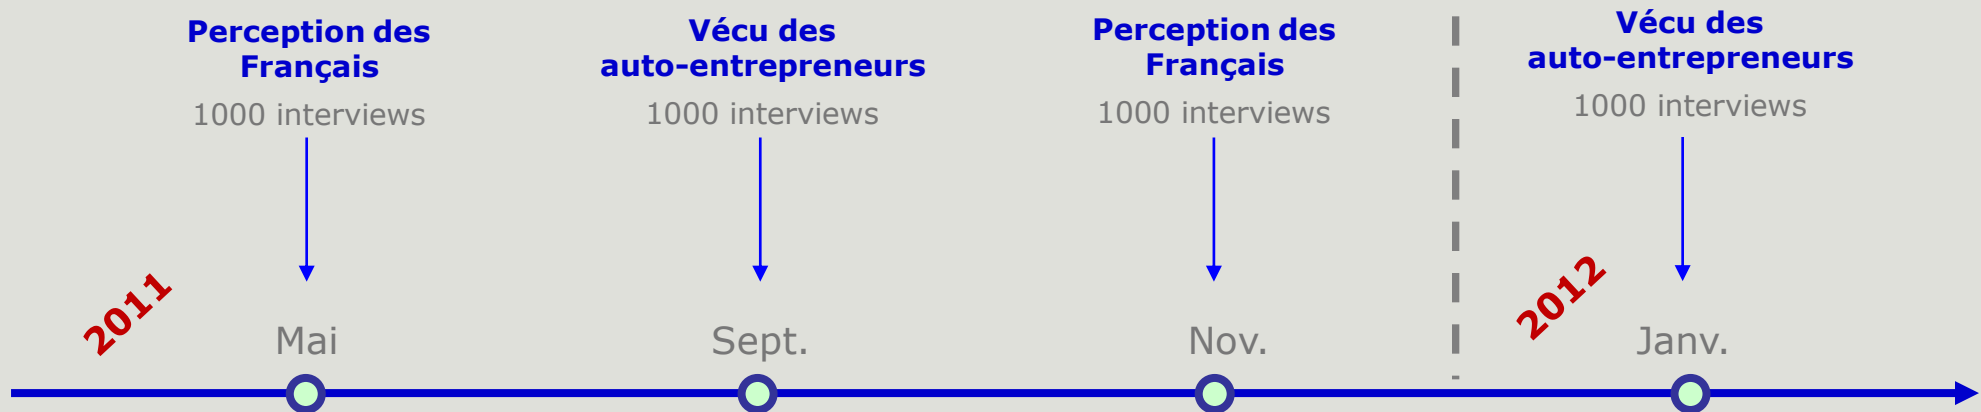 Perception des
Français
1000 interviews
Vécu des
auto-entrepreneurs
1000 interviews
Perception des
Français
1000 interviews
Vécu des
auto-entrepreneurs
1000 interviews
2011
Mai
Sept.
Nov.
2012
Janv.